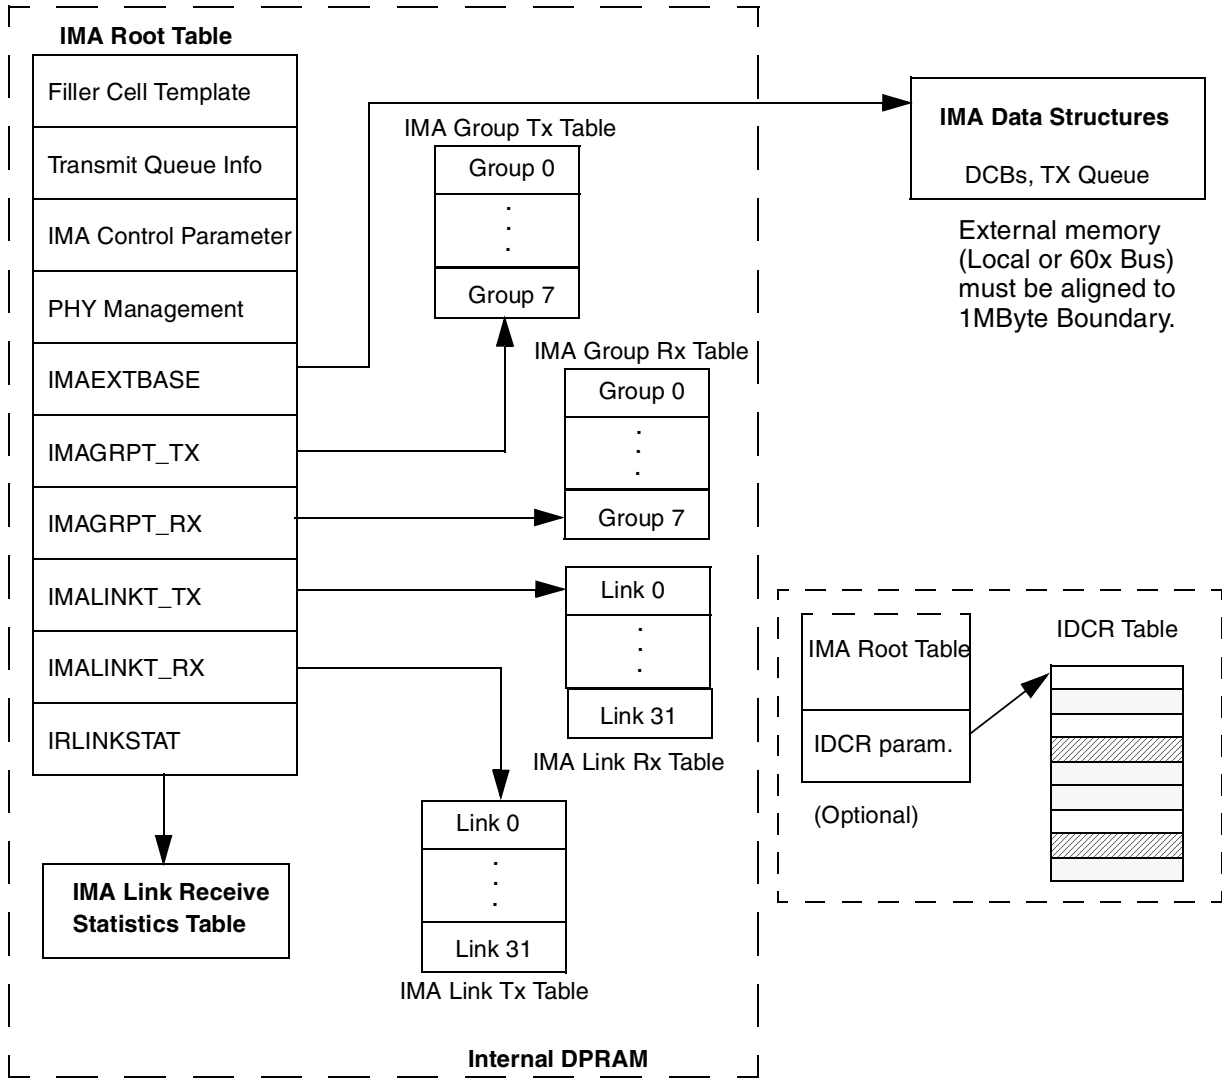 IMA Root Table
Filler Cell Template
Transmit Queue Info
IMA Control Parameter
PHY Management
IMAEXTBASE
IMAGRPT_TX
IMAGRPT_RX
IMALINKT_TX
IMALINKT_RX
IRLINKSTAT
IMA Link Receive
Statistics Table
IMA Group Tx Table
Group 0
.
.
.
Group 7
IMA Group Rx Table
Group 0
.
.
.
Group 7
Link 0
.
.
.
Link 31
IMA Link Rx Table
Link 0
.
.
.
Link 31
IMA Link Tx Table
Internal DPRAM
IMA Data Structures
DCBs, TX Queue
External memory
(Local or 60x Bus)
must be aligned to
1MByte Boundary.
IMA Root Table
IDCR param.
(Optional)
IDCR Table